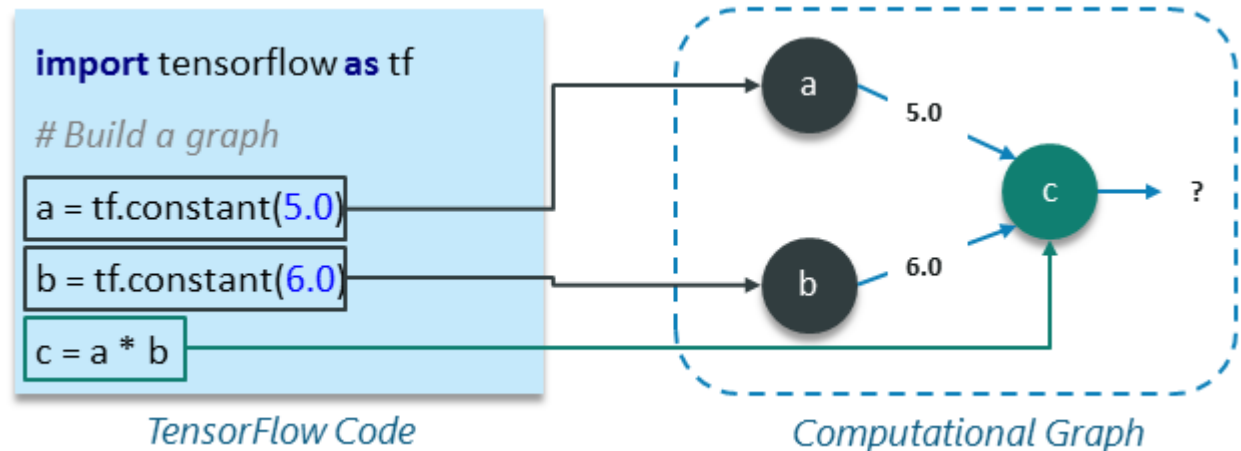 import tensorflow as tf
# Build a graph
a = tf.constant(5.0)
b = tf.constant(6.0)
c = a * b
TensorFlow Code
a
5.0
c
?
6.0
b
Computational Graph